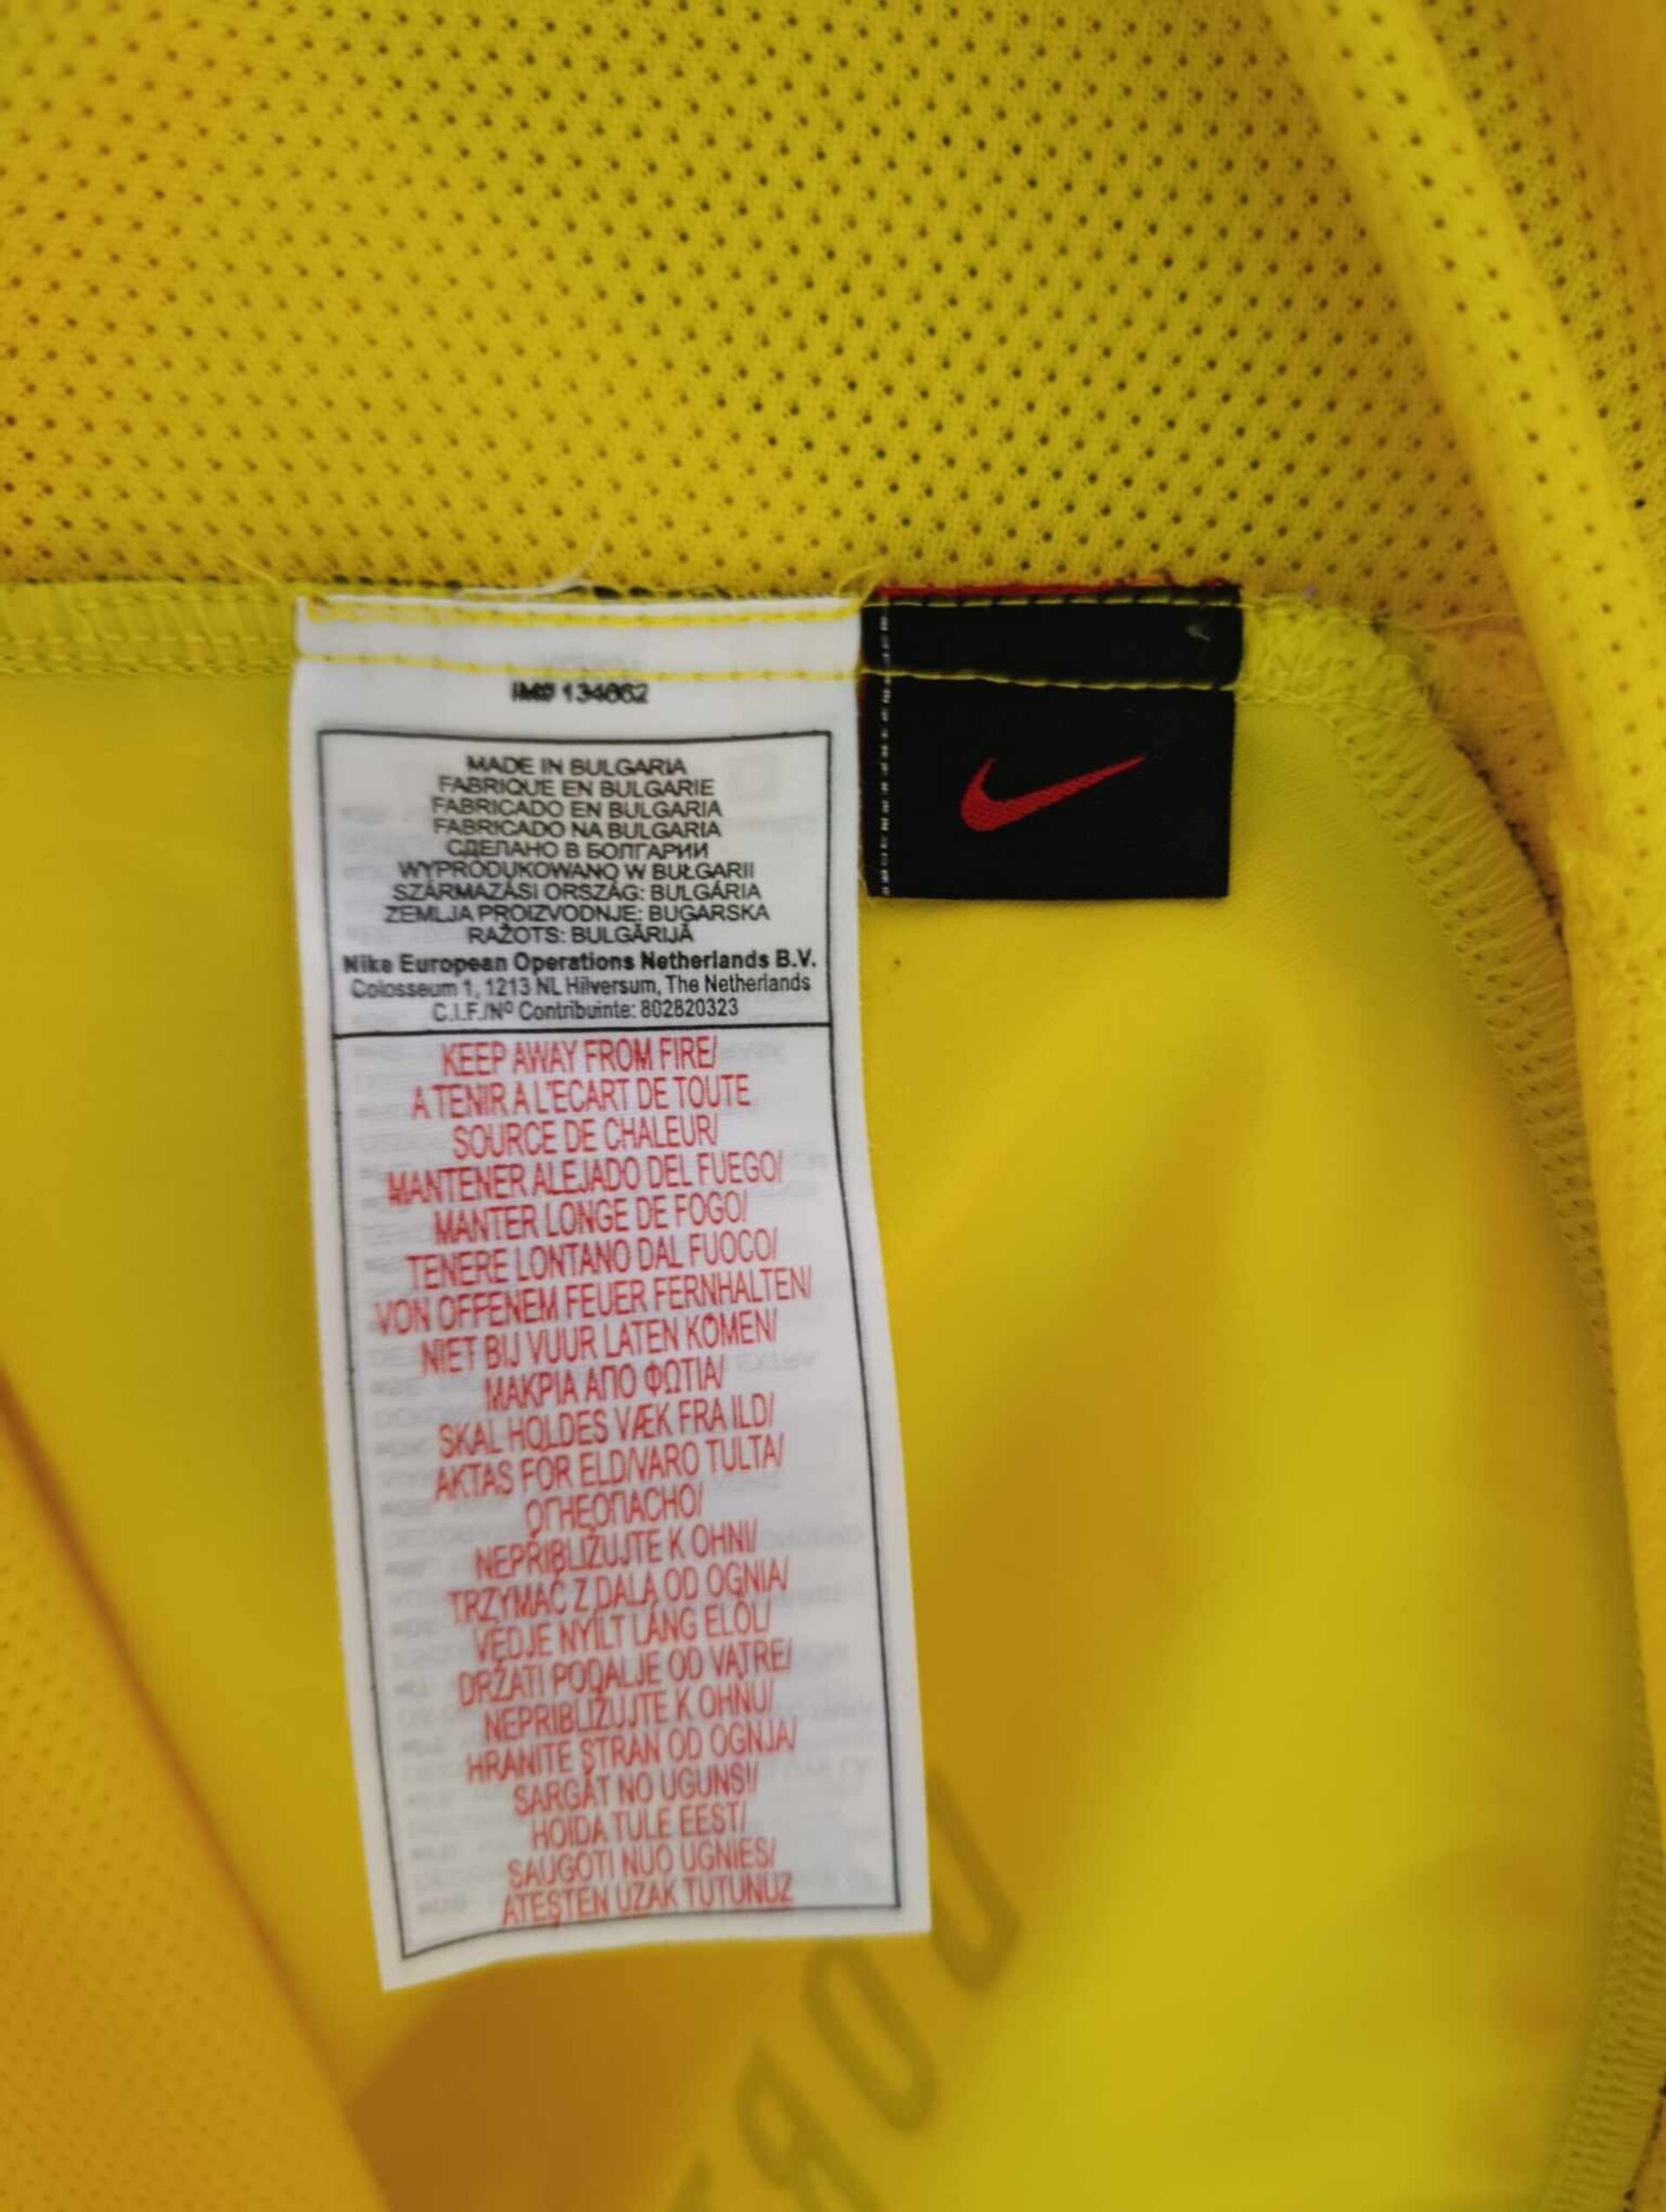 MADE IN BULGARIA
FABRIQUE EN BULGARIE
FABRICADO EN BULGARIA
FABRICADO NA BULGARIA
СДЕЛАНО В БОЛГАРИИ
WYPRODUKOWANO W BUŁGARII
SZÁRMAZÁSI ORSZÁG: BULGÁRIA
ZEMLJA PROIZVODNJE: BUGARSKA
RAŽOTS: BULGĀRIJĀ
Nike European Operations Netherlands B.V.
Colosseum 1, 1213 NL Hilversum, The Netherlands
C.I.F./Nº Contribuinte: 802820323
KEEP AWAY FROM FIRE/
A TENIR A L'ECART DE TOUTE
SOURCE DE CHALEUR/
MANTENER ALEJADO DEL FUEGO/
MANTER LONGE DE FOGO/
TENERE LONTANO DAL FUOCO/
VON OFFENEM FEUER FERNHALTEN/
NIET BIJ VUUR LATEN KOMEN/
ΜΑΚΡΙΑ ΑΠΟ ΦΩΤΙΑ/
SKAL HOLDES VÆK FRA ILD/
AKTAS FÖR ELD/VARO TULTA/
ОГНЕОПАСНО/
NEPŘIBLIŽUJTE K OHNI/
TRZYMAĆ Z DALA OD OGNIA/
VÉDJE NYÍLT LÁNG ELÖL/
DRŽATI PODALJE OD VATRE/
NEPRIBLIŽUJTE K OHNU/
HRANITE STRAN OD OGNJA/
SARGĀT NO UGUNS!/
HOIDA TULE EEST/
SAUGOTI NUO UGNIES/
ATEŞTEN UZAK TUTUNUZ